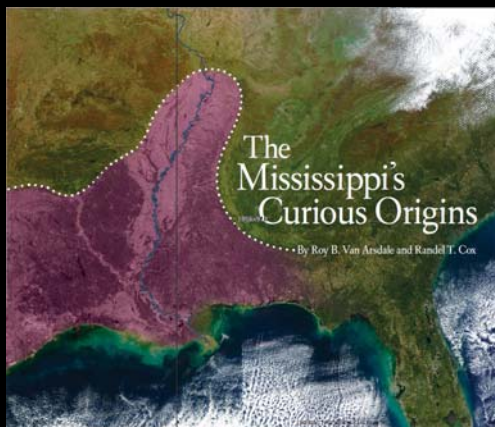 The
Mississippi's
Curious Origins
By Roy B. Van Arsdale and Randel T. Cox